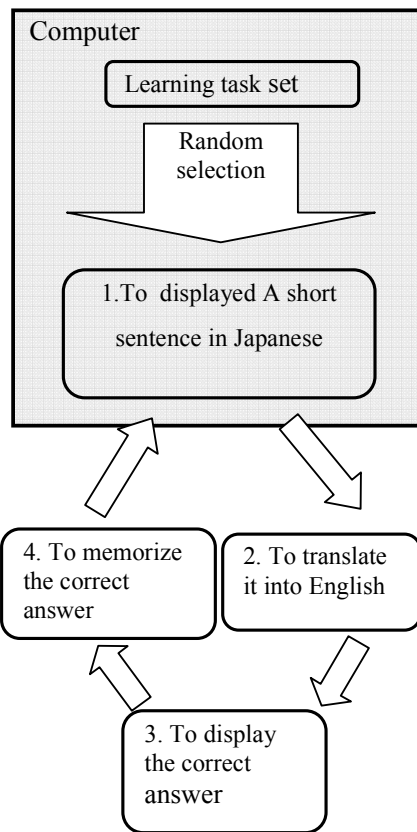 Computer
Learning task set
Random
selection
1.To displayed A short
sentence in Japanese
4. To memorize
the correct
answer
2. To translate
it into English
3. To display
the correct
answer